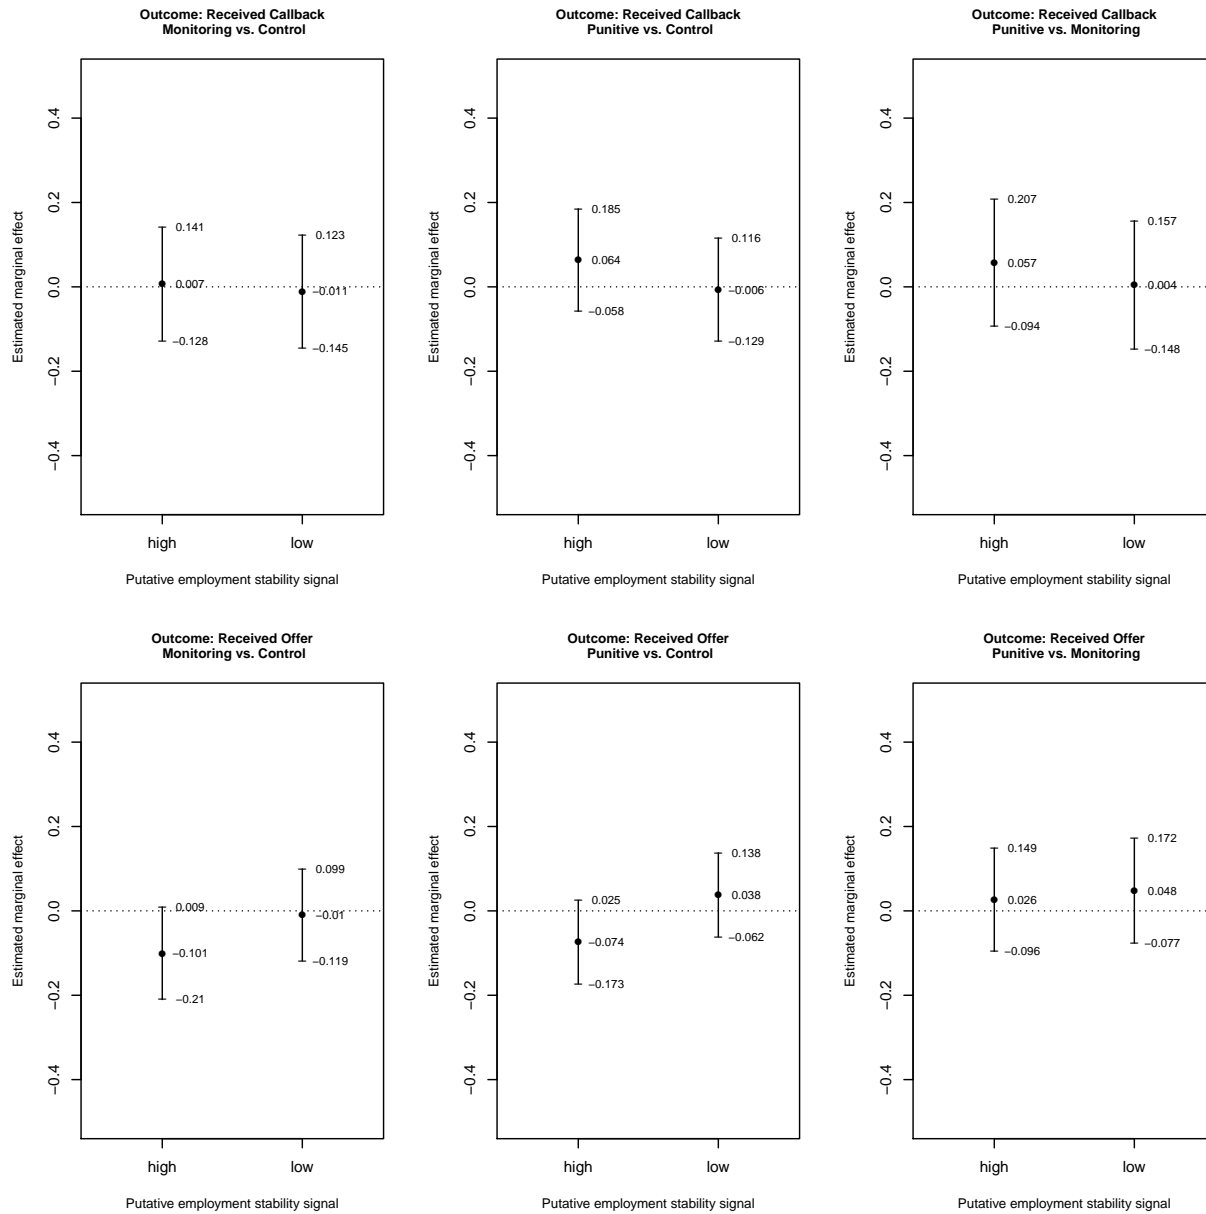 Outcome: Received Callback
Monitoring vs. Control
Estimated marginal effect
0.4
0.2
0.0
−0.2
−0.4
0.141
0.007
−0.128
0.123
−0.011
−0.145
high
low
Putative employment stability signal
Outcome: Received Callback
Punitive vs. Control
Estimated marginal effect
0.4
0.2
0.0
−0.2
−0.4
0.185
0.064
−0.058
0.116
−0.006
−0.129
high
low
Putative employment stability signal
Outcome: Received Callback
Punitive vs. Monitoring
Estimated marginal effect
0.4
0.2
0.0
−0.2
−0.4
0.207
0.057
−0.094
0.157
0.004
−0.148
high
low
Putative employment stability signal
Outcome: Received Offer
Monitoring vs. Control
Estimated marginal effect
0.4
0.2
0.0
−0.2
−0.4
0.009
−0.101
−0.21
0.099
−0.01
−0.119
high
low
Putative employment stability signal
Outcome: Received Offer
Punitive vs. Control
Estimated marginal effect
0.4
0.2
0.0
−0.2
−0.4
0.025
−0.074
−0.173
0.138
0.038
−0.062
high
low
Putative employment stability signal
Outcome: Received Offer
Punitive vs. Monitoring
Estimated marginal effect
0.4
0.2
0.0
−0.2
−0.4
0.149
0.026
−0.096
0.172
0.048
−0.077
high
low
Putative employment stability signal